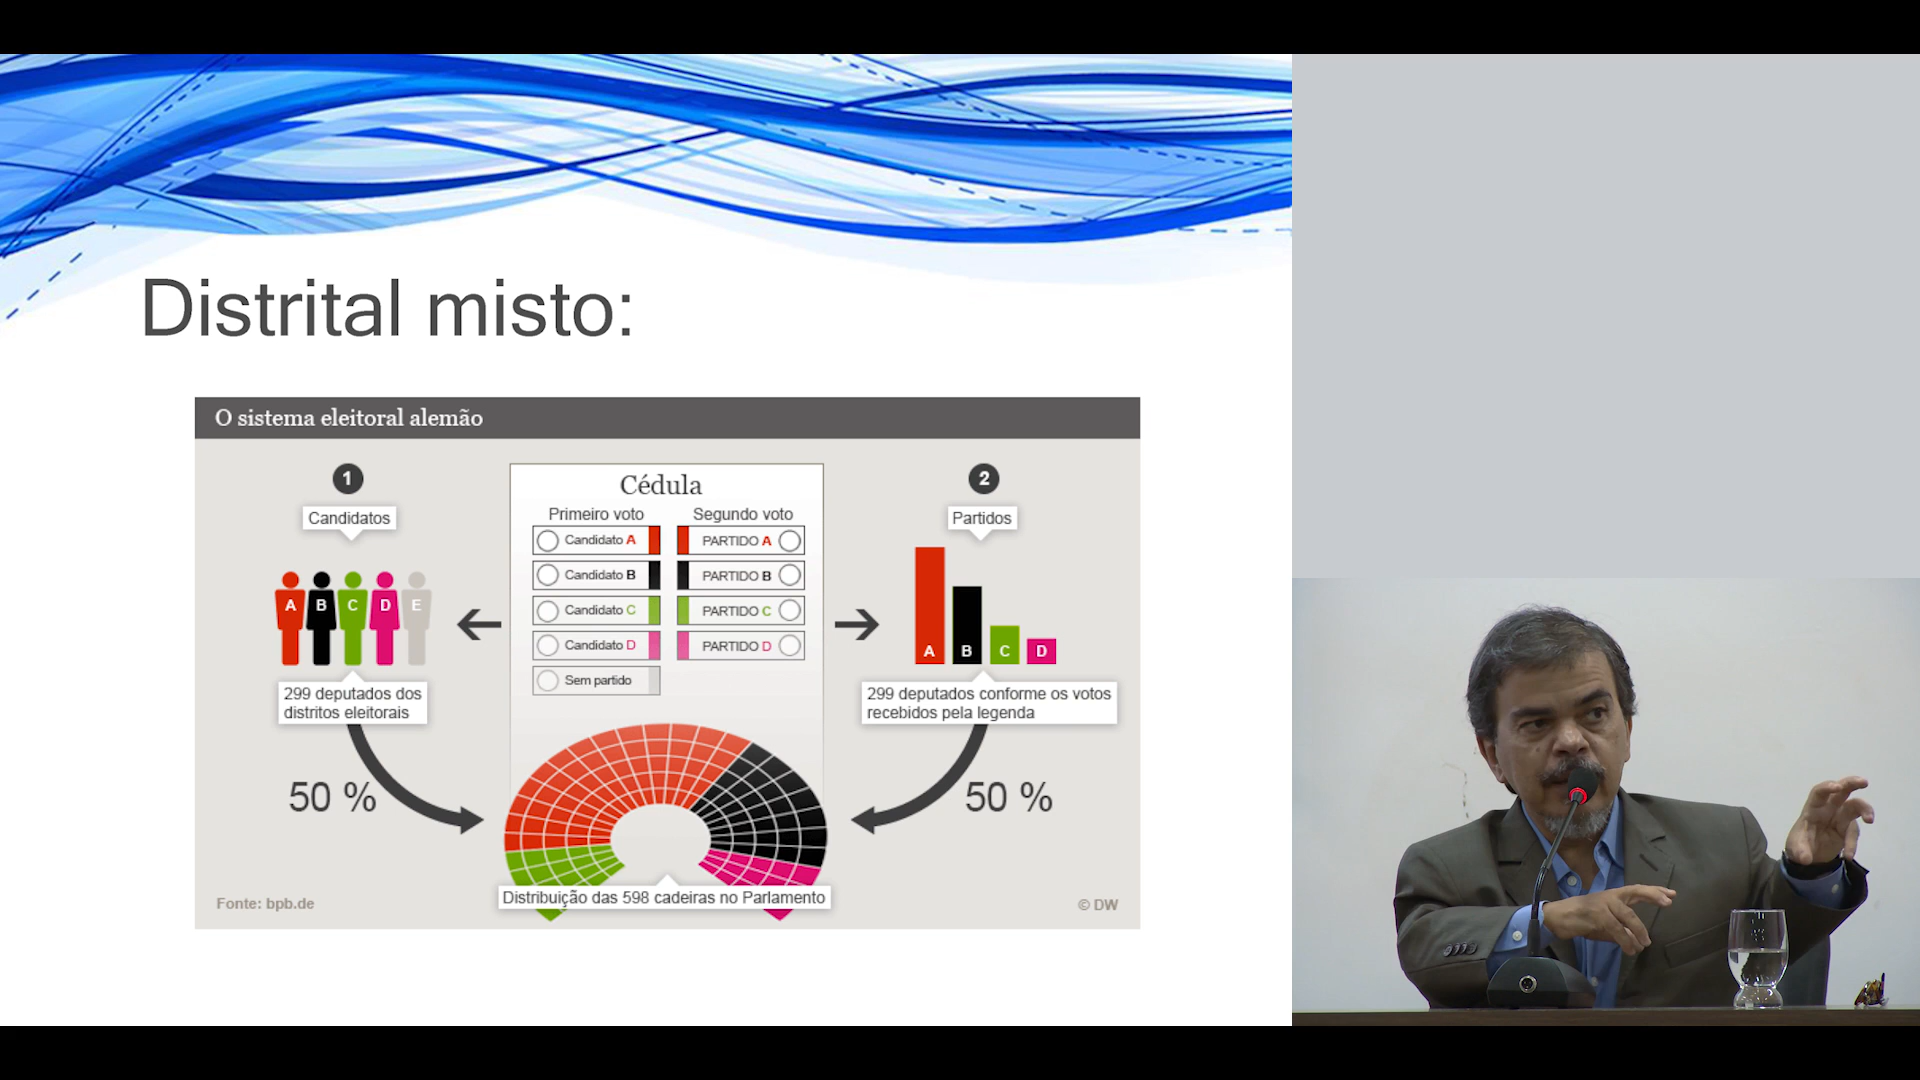 Distrital misto:
O sistema eleitoral alemão
1
Candidatos
A B C D E
299 deputados dos
distritos eleitorais
50 %
Cédula
Primeiro voto Segundo voto
Candidato A PARTIDO A
Candidato B PARTIDO B
Candidato C PARTIDO C
Candidato D PARTIDO D
Sem partido
2
Partidos
A B C D
299 deputados conforme os votos
recebidos pela legenda
50 %
Distribuição das 598 cadeiras no Parlamento
Fonte: bpb.de
© DW